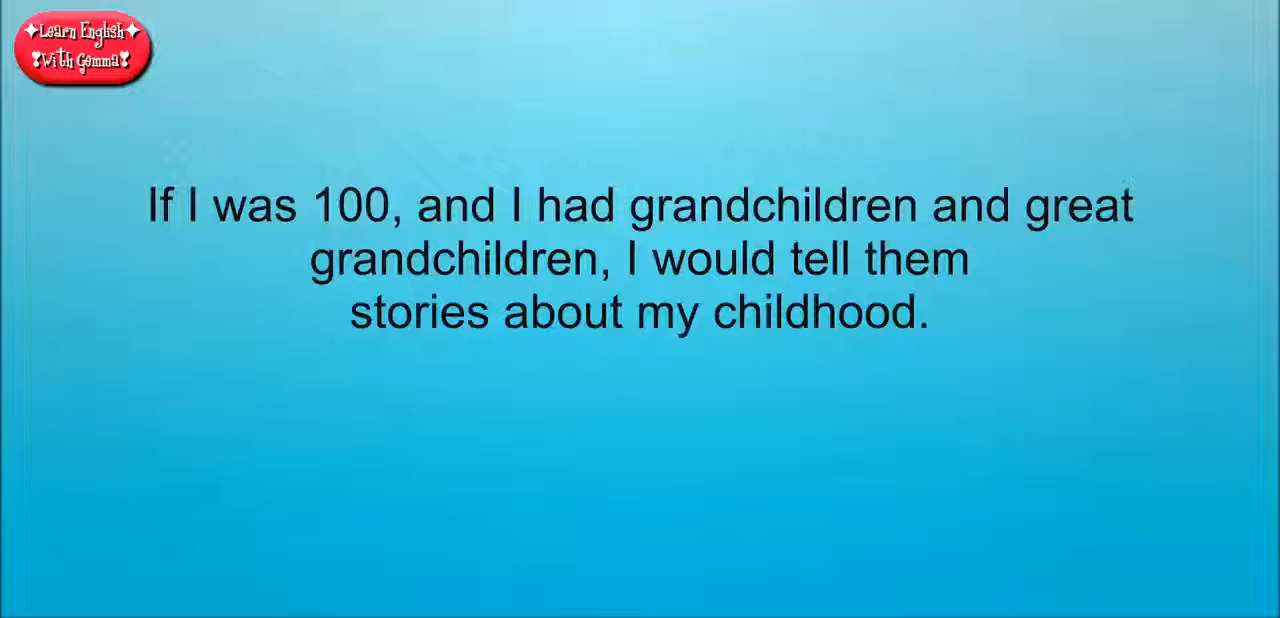 ✦Learn English✦
❣With Gemma❣
If I was 100, and I had grandchildren and great
grandchildren, I would tell them
stories about my childhood.